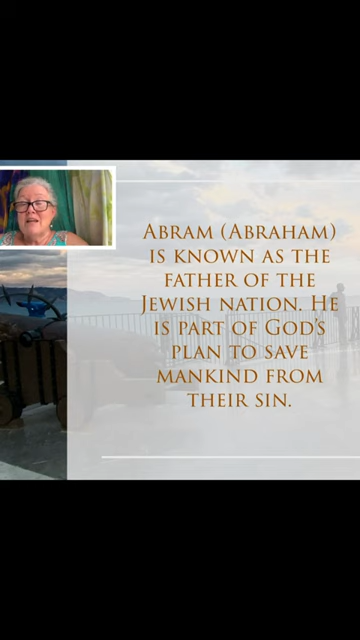 Abram (Abraham)
is known as the
father of the
Jewish nation. He
is part of God's
plan to save
mankind from
their sin.